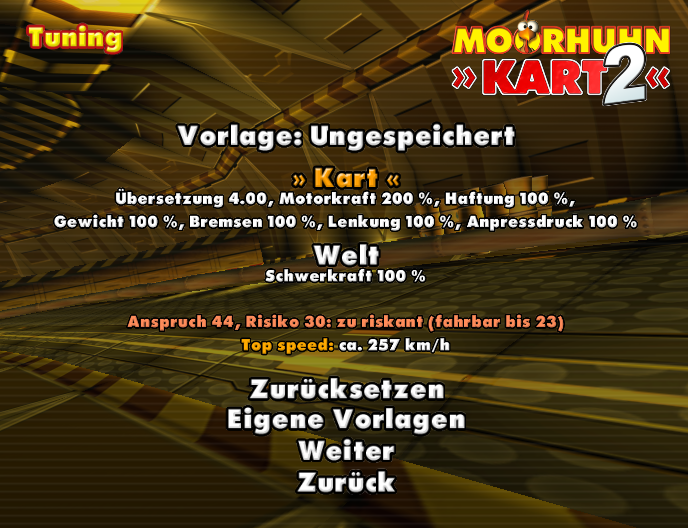 Tuning
MOORHUHN
» KART 2 «
Vorlage: Ungespeichert
» Kart «
Übersetzung 4.00, Motorkraft 200 %, Haftung 100 %,
Gewicht 100 %, Bremsen 100 %, Lenkung 100 %, Anpressdruck 100 %
Welt
Schwerkraft 100 %
Anspruch 44, Risiko 30: zu riskant (fahrbar bis 23)
Top speed: ca. 257 km/h
Zurücksetzen
Eigene Vorlagen
Weiter
Zurück